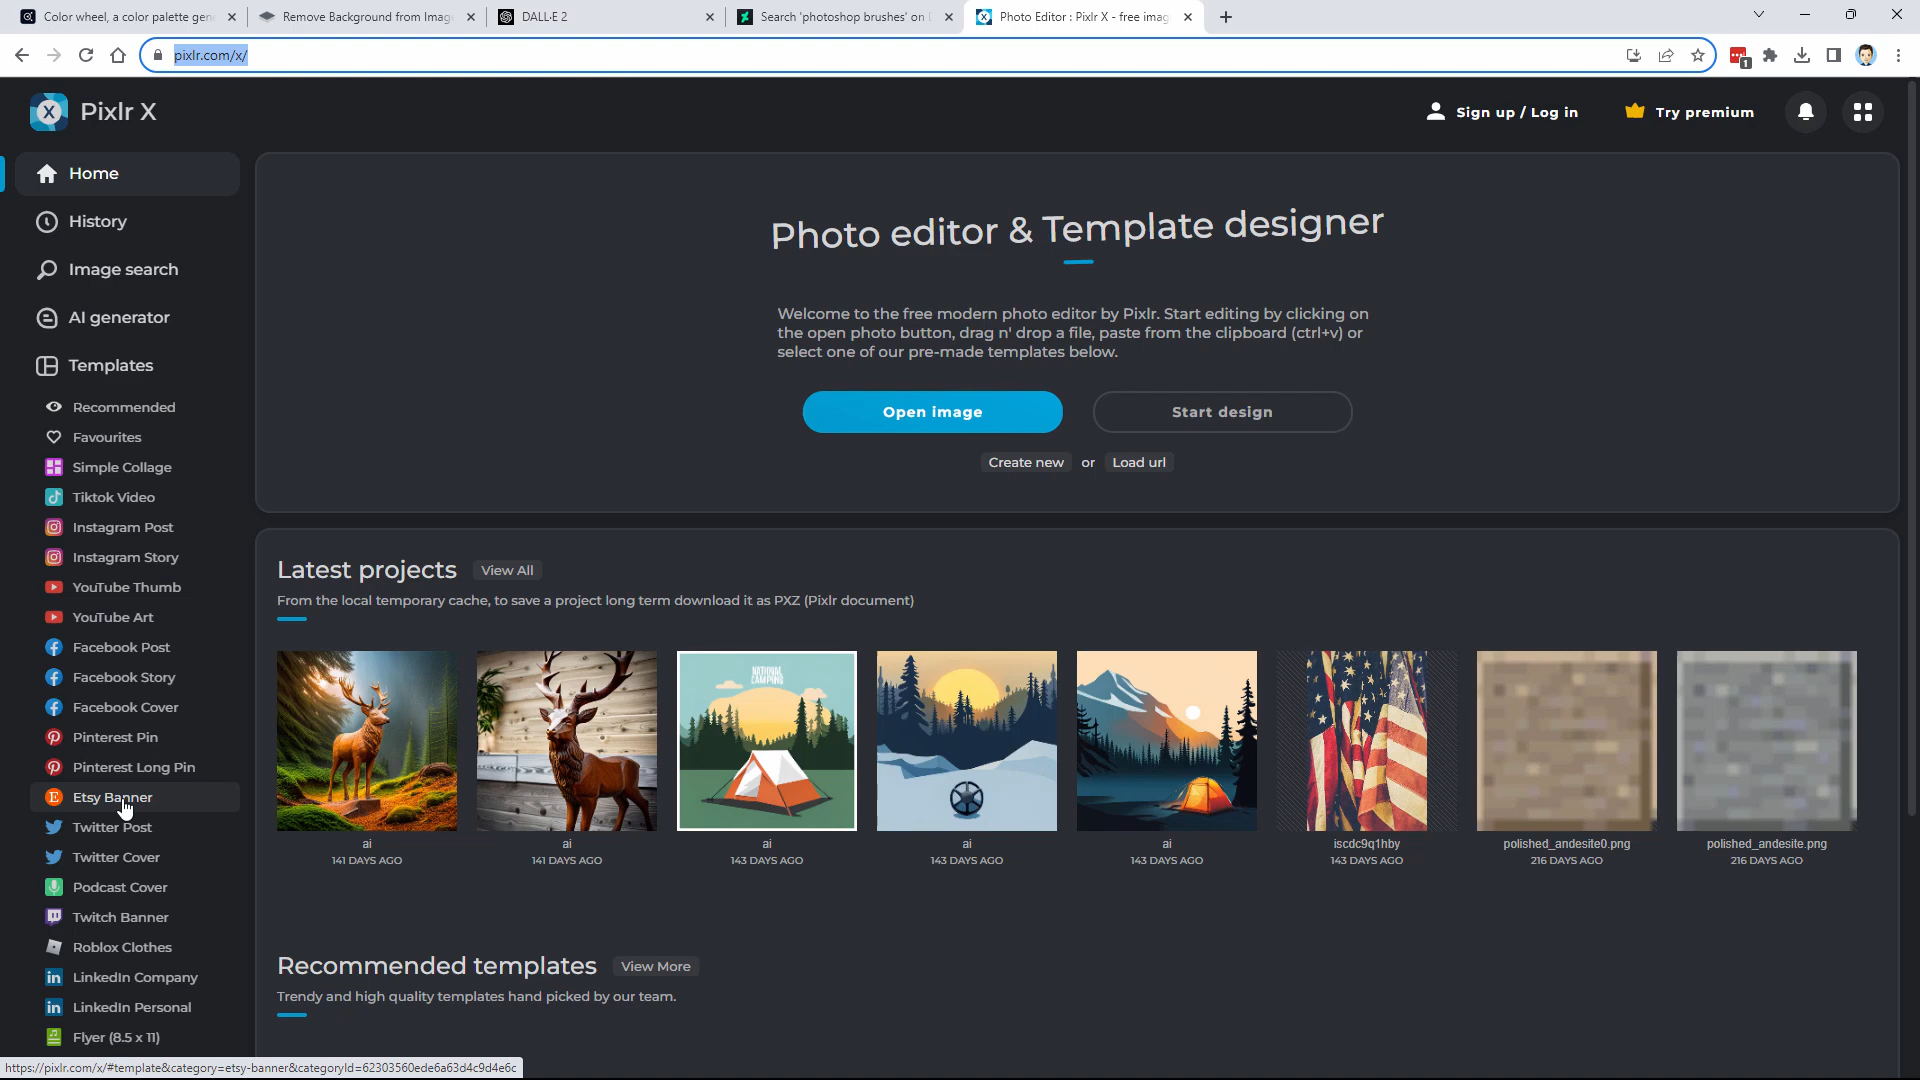 Color wheel, a color palette gen
Remove Background from Imag
DALL·E 2
Search 'photoshop brushes' on
Photo Editor : Pixlr X - free imag
pixlr.com/x/
1
Pixlr X
Sign up / Log in
Try premium
Home
History
Image search
AI generator
Templates
Recommended
Favourites
Simple Collage
Tiktok Video
Instagram Post
Instagram Story
YouTube Thumb
YouTube Art
Facebook Post
Facebook Story
Facebook Cover
Pinterest Pin
Pinterest Long Pin
Etsy Banner
Twitter Post
Twitter Cover
Podcast Cover
Twitch Banner
Roblox Clothes
LinkedIn Company
LinkedIn Personal
Flyer (8.5 x 11)
Photo editor & Template designer
Welcome to the free modern photo editor by Pixlr. Start editing by clicking on
the open photo button, drag n' drop a file, paste from the clipboard (ctrl+v) or
select one of our pre-made templates below.
Open image
Start design
Create new or Load url
Latest projects View All
From the local temporary cache, to save a project long term download it as PXZ (Pixlr document)
NATIONAL
CAMPING
ai
141 DAYS AGO
ai
141 DAYS AGO
ai
143 DAYS AGO
ai
143 DAYS AGO
ai
143 DAYS AGO
iscdc9q1hby
143 DAYS AGO
polished_andesite0.png
216 DAYS AGO
polished_andesite.png
216 DAYS AGO
Recommended templates View More
Trendy and high quality templates hand picked by our team.
https://pixlr.com/x/#template&category=etsy-banner&categoryId=62303560ede6a63d4c9d4e6c